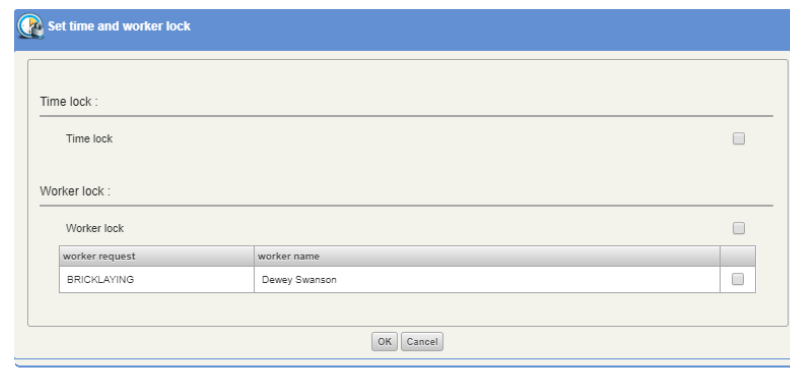 Set time and worker lock
Time lock :
Time lock
Worker lock :
Worker lock
worker request worker name
BRICKLAYING Dewey Swanson
OK Cancel